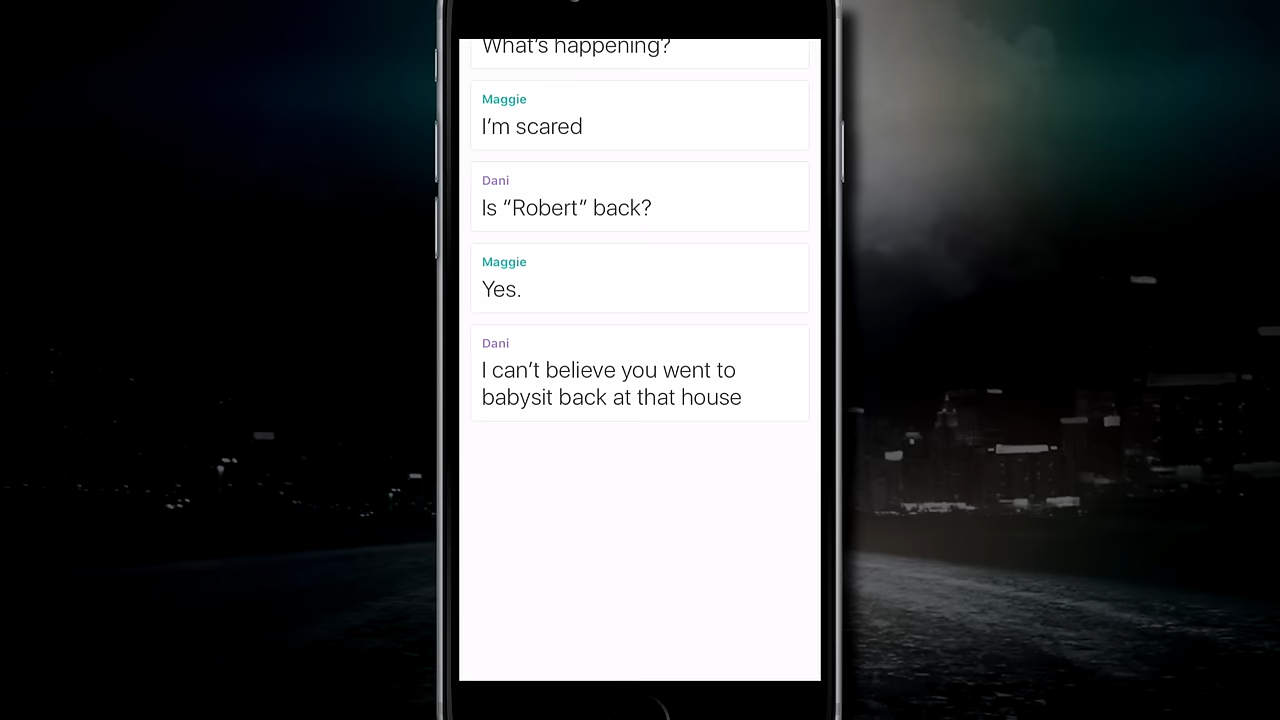 What's happening?
Maggie
I'm scared
Dani
Is “Robert” back?
Maggie
Yes.
Dani
I can't believe you went to
babysit back at that house